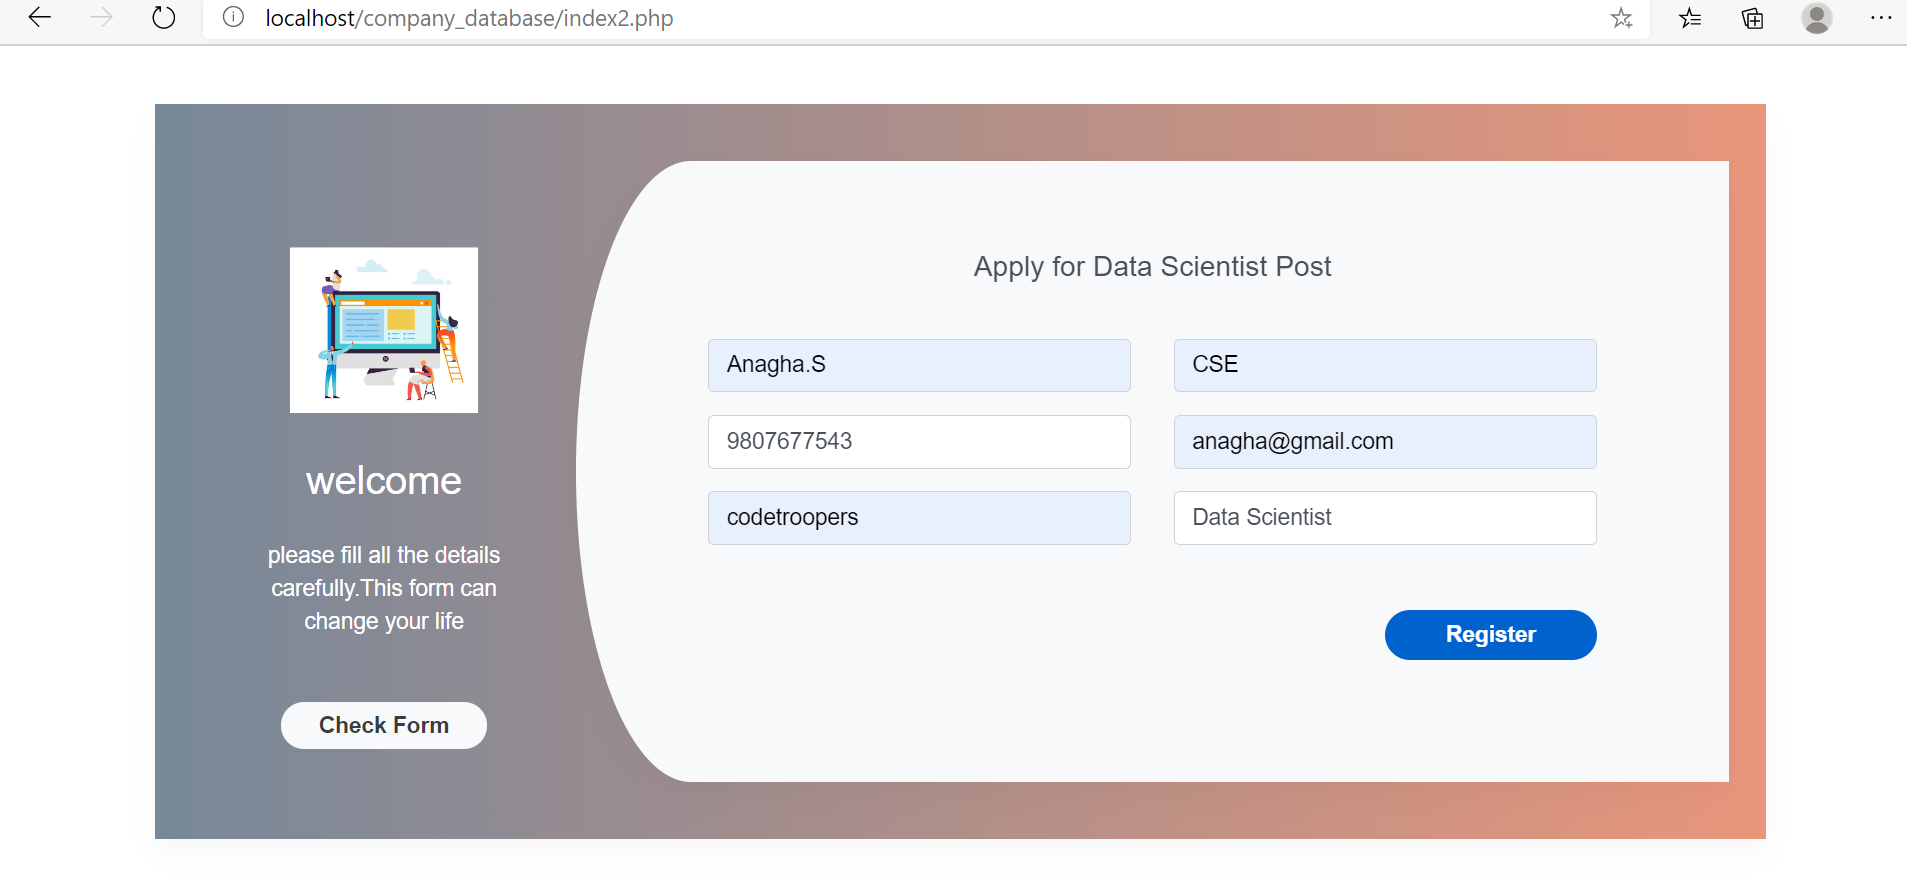 localhost/company_database/index2.php
Apply for Data Scientist Post
Anagha.S
CSE
9807677543
anagha@gmail.com
codetroopers
Data Scientist
Register
welcome
please fill all the details
carefully.This form can
change your life
Check Form